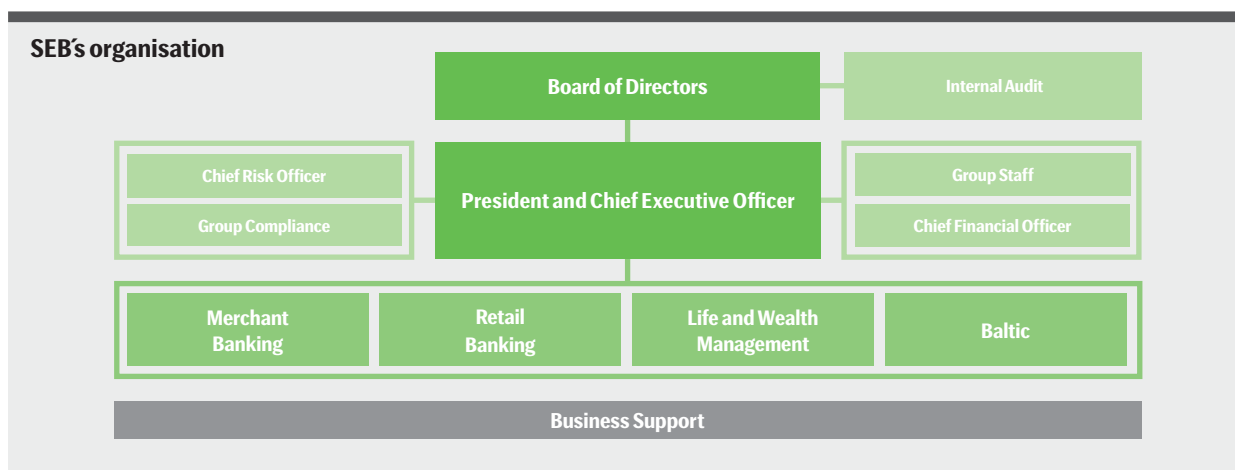 SEB´s organisation
Board of Directors
Internal Audit
Chief Risk Officer
Group Compliance
President and Chief Executive Officer
Group Staff
Chief Financial Officer
Merchant
Banking
Retail
Banking
Life and Wealth
Management
Baltic
Business Support